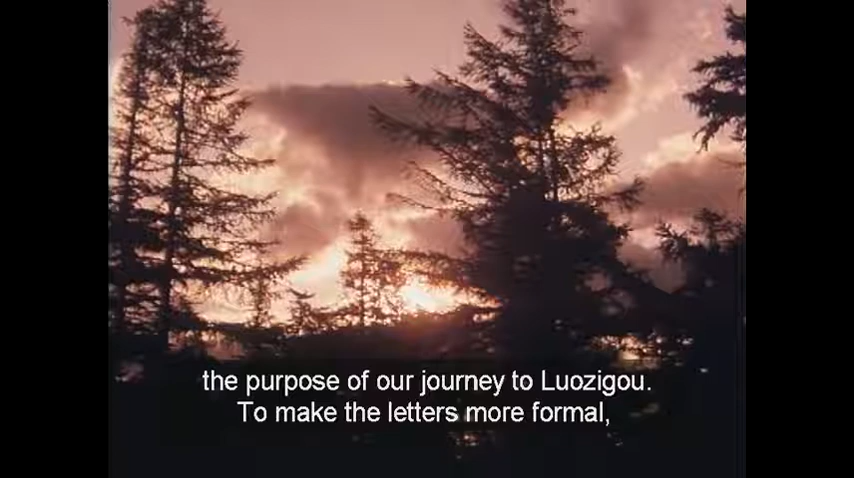 the purpose of our journey to Luozigou.
To make the letters more formal,